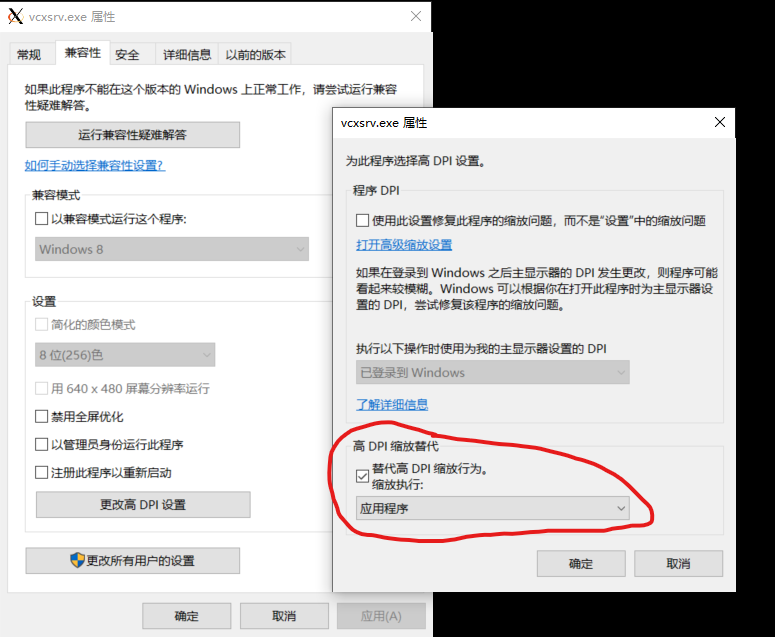 vcxsrv.exe 属性
常规
兼容性
安全
详细信息
以前的版本
如果此程序不能在这个版本的 Windows 上正常工作，请尝试运行兼容
性疑难解答。
运行兼容性疑难解答
如何手动选择兼容性设置?
兼容模式
以兼容模式运行这个程序:
Windows 8
设置
简化的颜色模式
8 位(256)色
用 640 x 480 屏幕分辨率运行
禁用全屏优化
以管理员身份运行此程序
注册此程序以重新启动
更改高 DPI 设置
更改所有用户的设置
确定
取消
应用(A)
vcxsrv.exe 属性
为此程序选择高 DPI 设置。
程序 DPI
使用此设置修复此程序的缩放问题，而不是“设置”中的缩放问题
打开高级缩放设置
如果在登录到 Windows 之后主显示器的 DPI 发生更改，则程序可能
看起来较模糊。Windows 可以根据你在打开此程序时为主显示器设
置的 DPI，尝试修复该程序的缩放问题。
执行以下操作时使用为我的主显示器设置的 DPI
已登录到 Windows
了解详细信息
高 DPI 缩放替代
替代高 DPI 缩放行为。
缩放执行:
应用程序
确定
取消